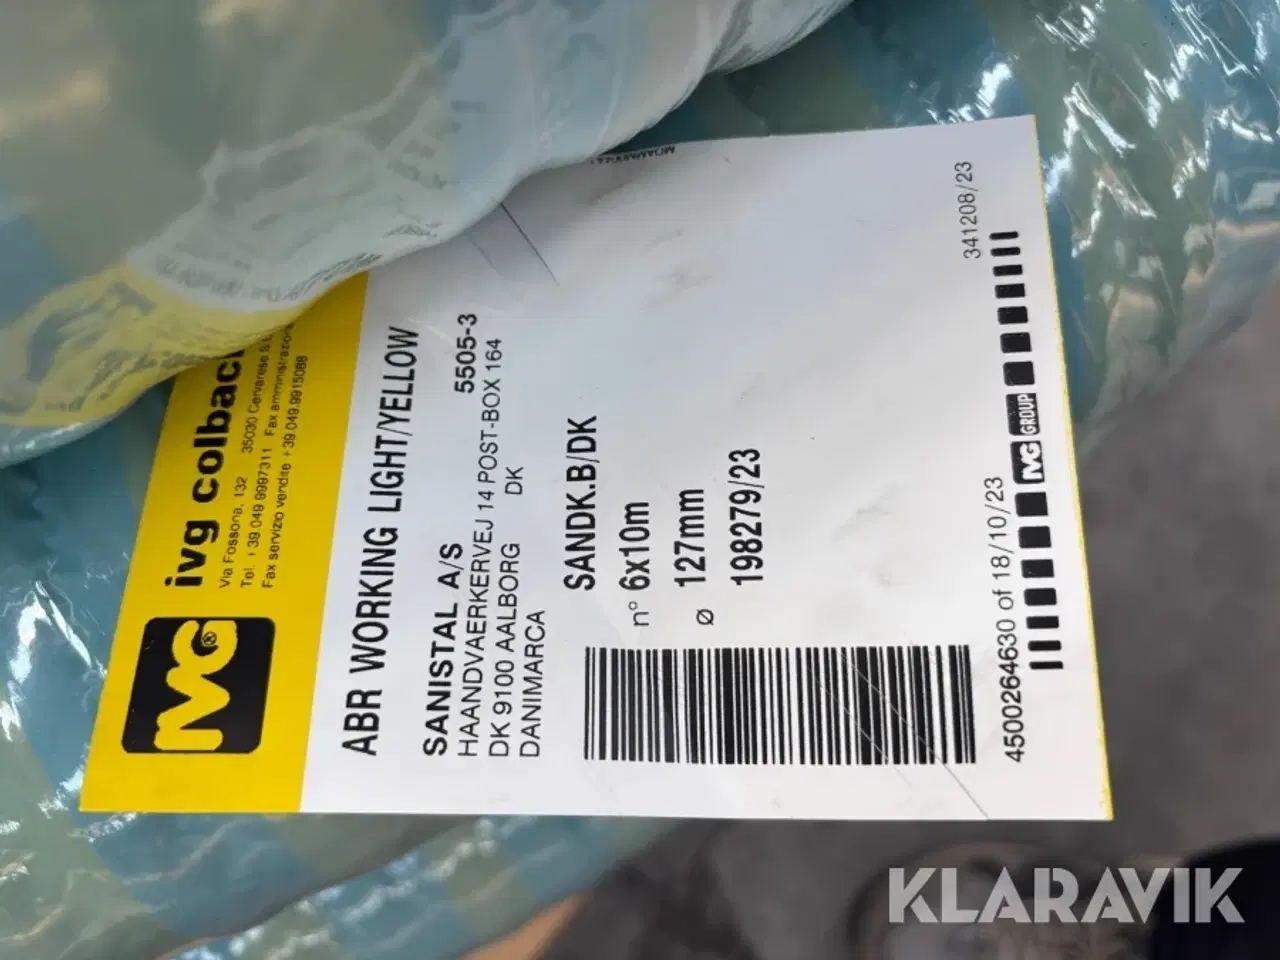 IVG®
ivg colbac
Via Fossona, 132 35030 Cervarese S
Tel. +39.049.9997311 Fax amministrazion
Fax servizio vendite +39.049.9915088
ABR WORKING LIGHT/YELLOW
SANISTAL A/S 5505-3
HAANDVAERKERVEJ 14 POST-BOX 164
DK 9100 AALBORG DK
DANIMARCA
SANDK.B/DK
n° 6x10m
ø 127mm
198279/23
4500264630 of 18/10/23 341208/23
IVG GROUP
KLARAVIK